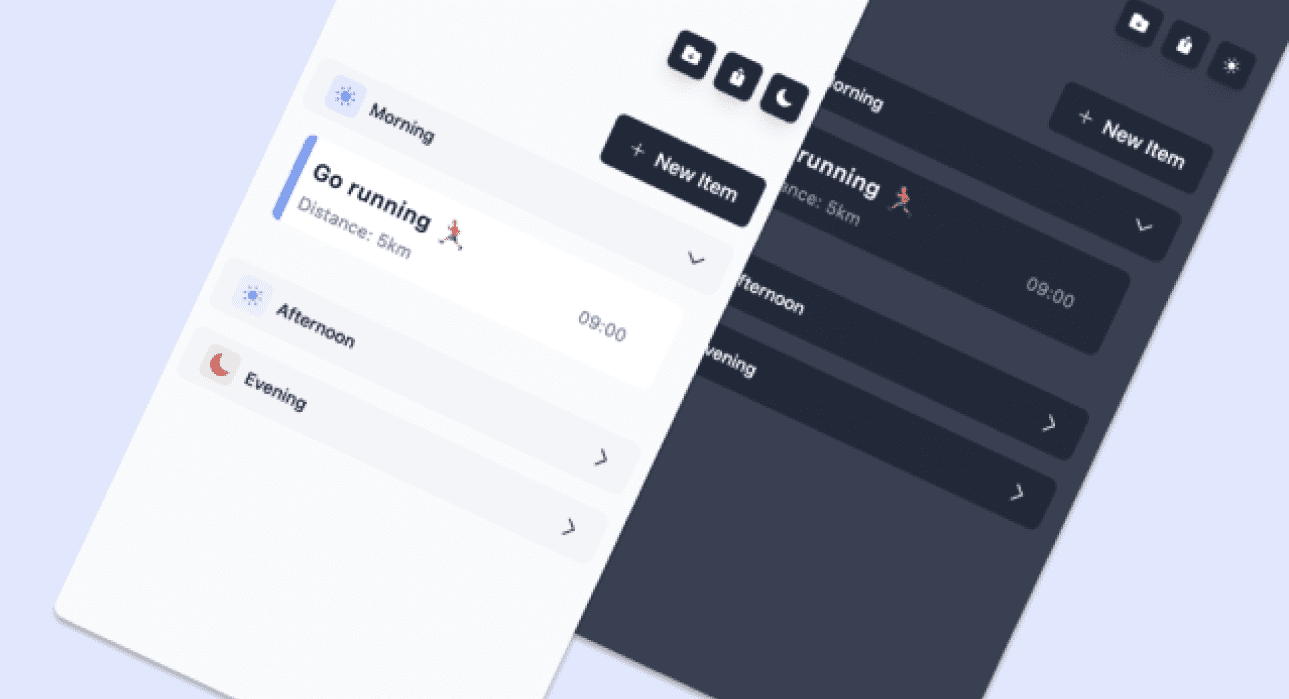 Morning
+ New Item
Go running
Distance: 5km
09:00
Afternoon
Evening
orning
+ New Item
running
ance: 5km
09:00
fternoon
vening